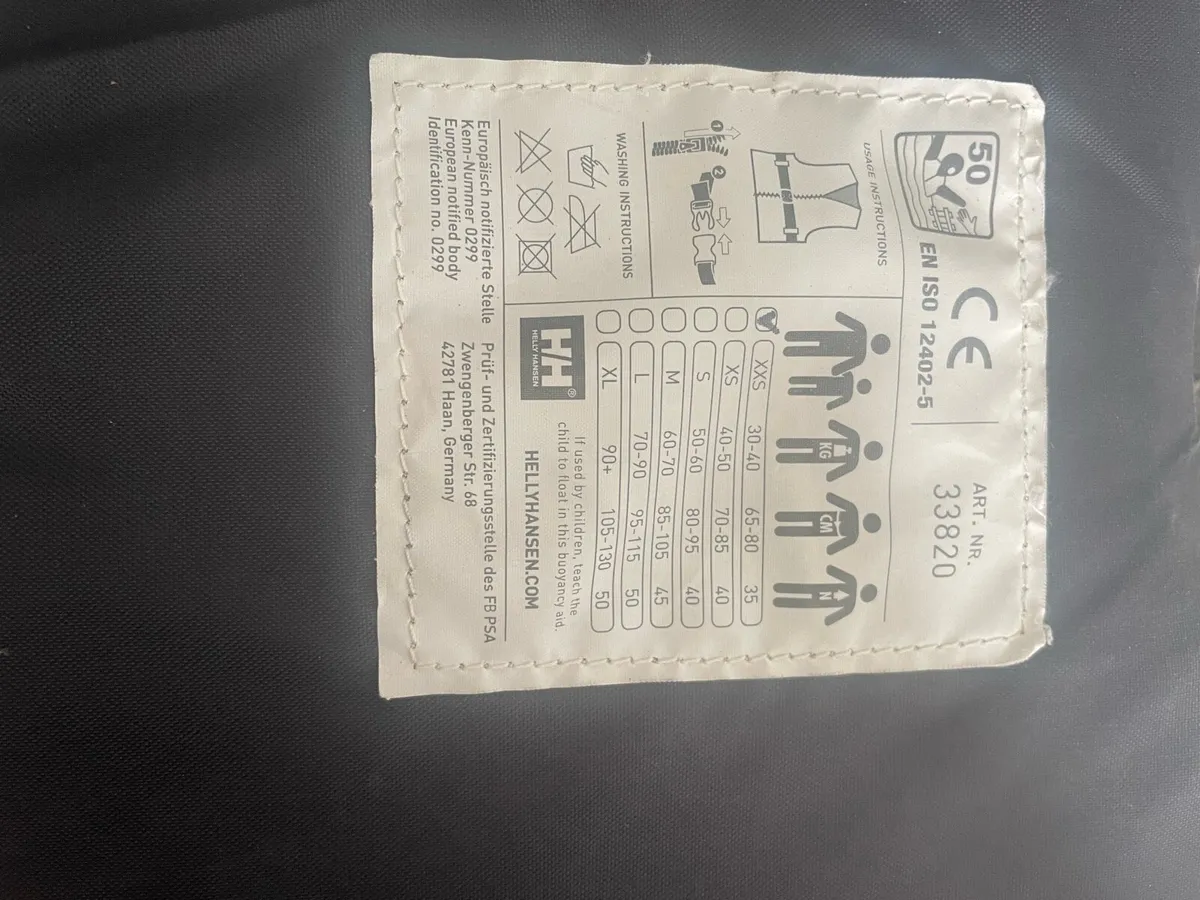 50
CE
EN ISO 12402-5
ART. NR.
33820
USAGE INSTRUCTIONS
1
2
WASHING INSTRUCTIONS
KG
CM
N
XXS 30-40 65-80 35
XS 40-50 70-85 40
S 50-60 80-95 40
M 60-70 85-105 45
L 70-90 95-115 50
XL 90+ 105-130 50
H/H®
HELLY HANSEN
If used by children, teach the
child to float in this buoyancy aid.
HELLYHANSEN.COM
Europäisch notifizierte Stelle
Kenn-Nummer 0299
European notified body
Identification no. 0299
Prüf- und Zertifizierungsstelle des FB PSA
Zwengenberger Str. 68
42781 Haan, Germany